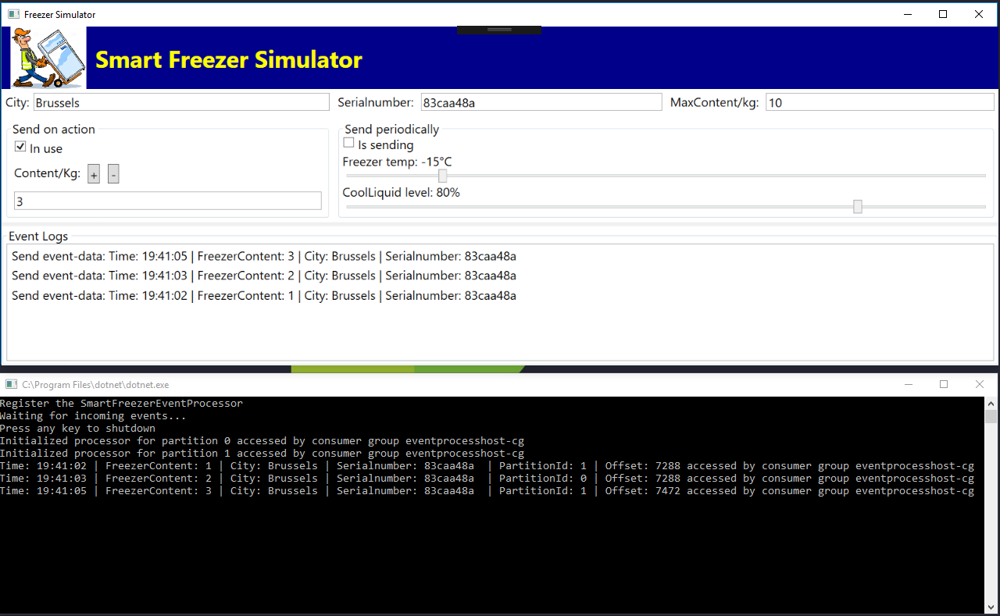 Freezer Simulator
Smart Freezer Simulator
City: Brussels Serialnumber: 83caa48a MaxContent/kg: 10
Send on action
In use
Content/Kg: + -
3
Send periodically
Is sending
Freezer temp: -15°C
CoolLiquid level: 80%
Event Logs
Send event-data: Time: 19:41:05 | FreezerContent: 3 | City: Brussels | Serialnumber: 83caa48a
Send event-data: Time: 19:41:03 | FreezerContent: 2 | City: Brussels | Serialnumber: 83caa48a
Send event-data: Time: 19:41:02 | FreezerContent: 1 | City: Brussels | Serialnumber: 83caa48a
C:\Program Files\dotnet\dotnet.exe
Register the SmartFreezerEventProcessor
Waiting for incoming events...
Press any key to shutdown
Initialized processor for partition 0 accessed by consumer group eventprocesshost-cg
Initialized processor for partition 1 accessed by consumer group eventprocesshost-cg
Time: 19:41:02 | FreezerContent: 1 | City: Brussels | Serialnumber: 83caa48a  | PartitionId: 1 | Offset: 7288 accessed by consumer group eventprocesshost-cg
Time: 19:41:03 | FreezerContent: 2 | City: Brussels | Serialnumber: 83caa48a  | PartitionId: 0 | Offset: 7288 accessed by consumer group eventprocesshost-cg
Time: 19:41:05 | FreezerContent: 3 | City: Brussels | Serialnumber: 83caa48a  | PartitionId: 1 | Offset: 7472 accessed by consumer group eventprocesshost-cg